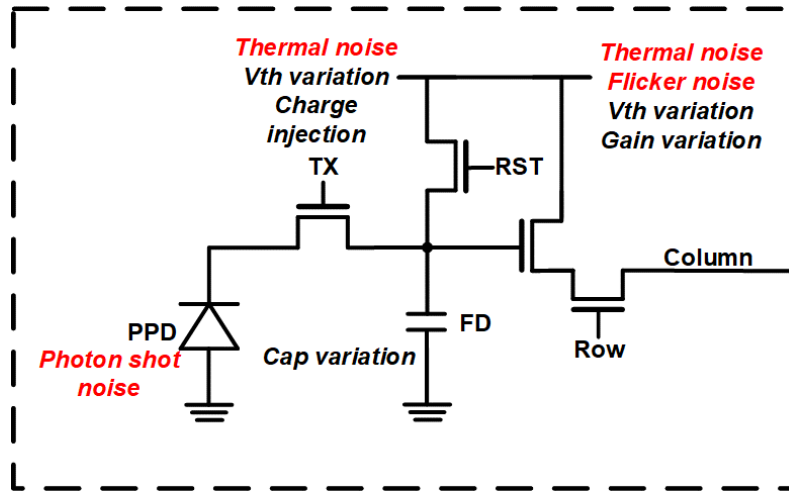 Thermal noise
Vth variation
Charge
injection
TX
Thermal noise
Flicker noise
Vth variation
Gain variation
RST
Column
PPD
Photon shot
noise
FD
Cap variation
Row